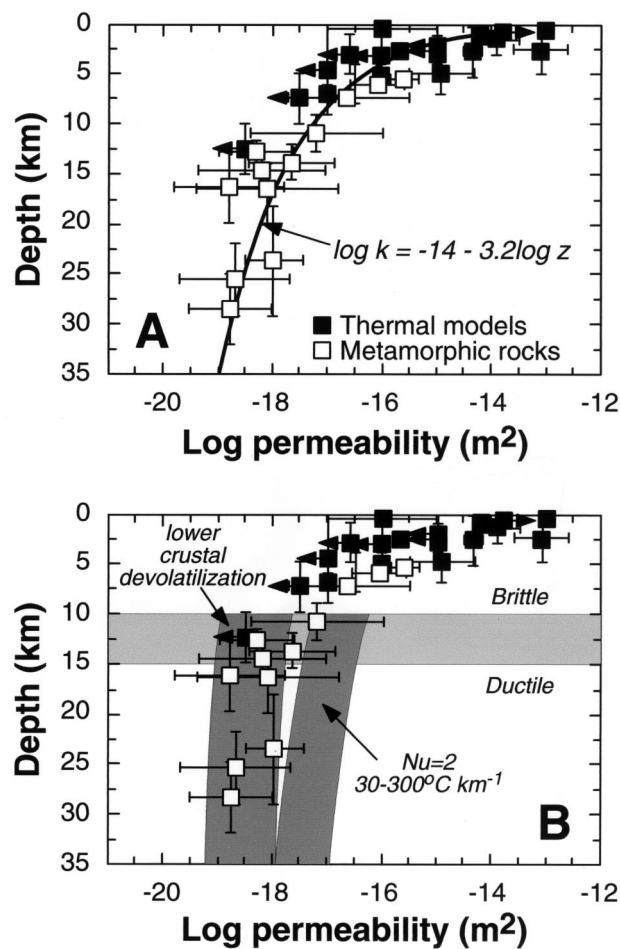 0
5
10
15
20
25
30
35
Depth (km)
log k = -14 - 3.2log z
A
Thermal models
Metamorphic rocks
-20 -18 -16 -14 -12
Log permeability (m2)
0
5
10
15
20
25
30
35
Depth (km)
lower
crustal
devolatilization
Brittle
Ductile
Nu=2
30-300oC km-1
B
-20 -18 -16 -14 -12
Log permeability (m2)